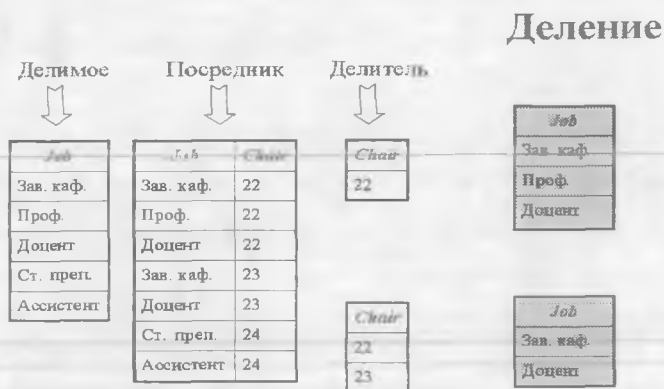 Деление
Делимое Посредник Делитель
Job
Зав. каф.
Проф.
Доцент
Ст. преп.
Ассистент
Job Chair
Зав. каф. 22
Проф. 22
Доцент 22
Зав. каф. 23
Доцент 23
Ст. преп. 24
Ассистент 24
Chair
22
Chair
22
23
Job
Зав. каф.
Проф.
Доцент
Job
Зав. каф.
Доцент